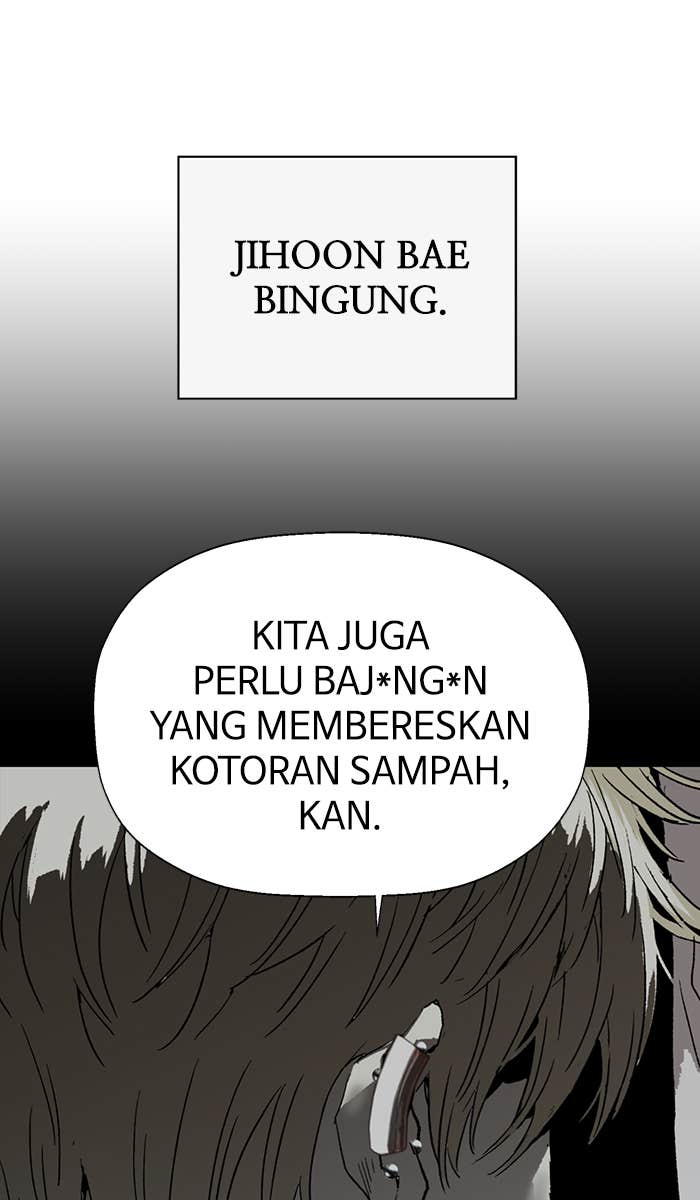 JIHOON BAE
BINGUNG.
KITA JUGA
PERLU BAJ*NG*N
YANG MEMBERESKAN
KOTORAN SAMPAH,
KAN.